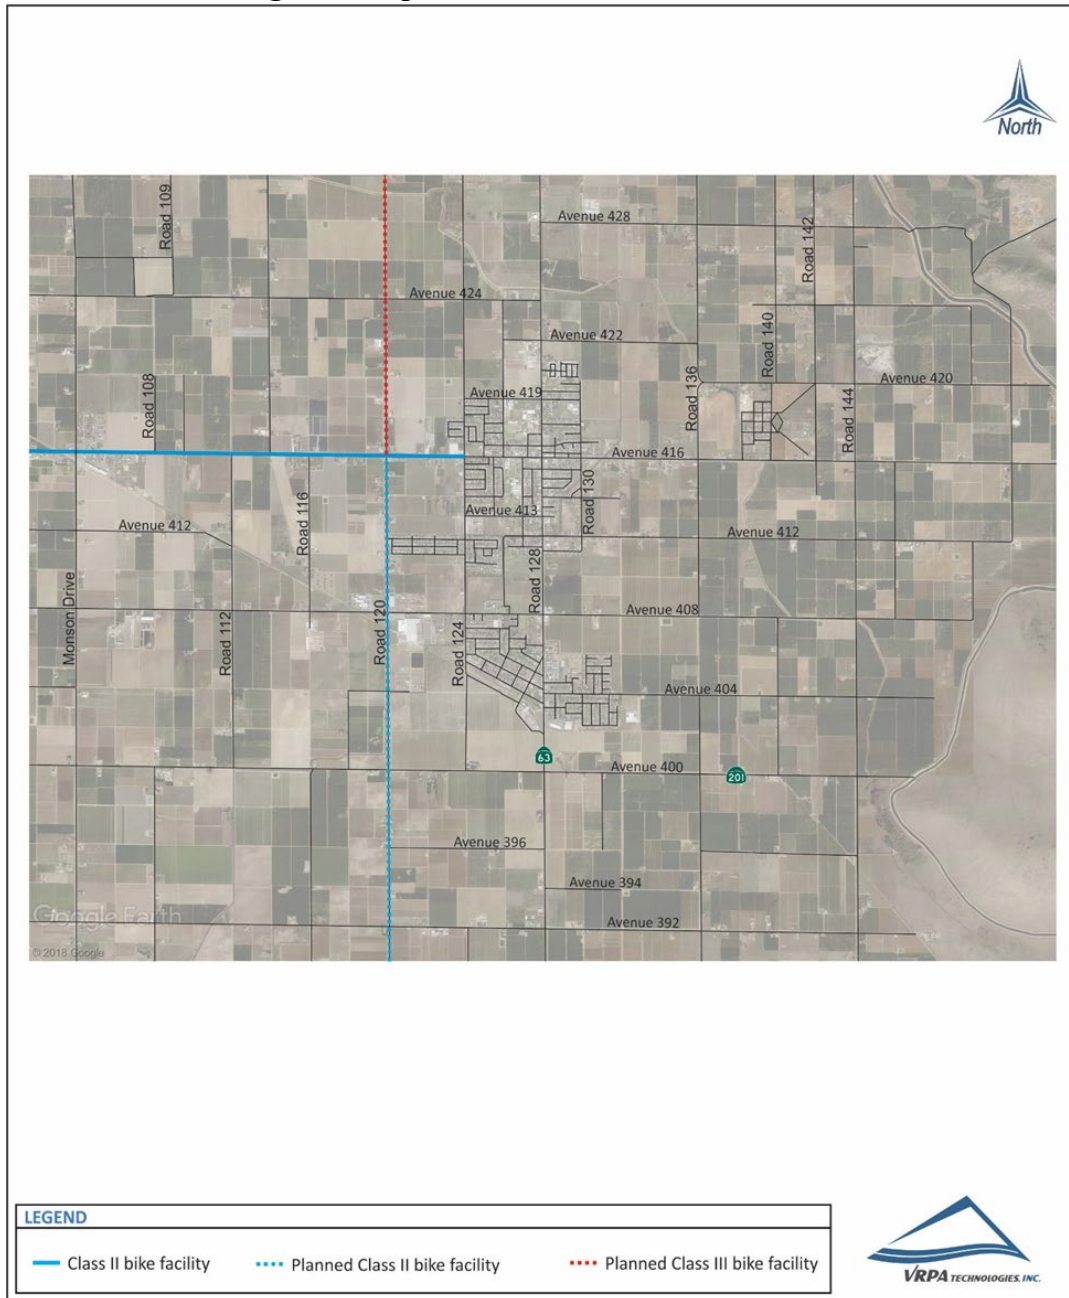 North
Road 109
Avenue 428
Road 142
Avenue 424
Road 140
Avenue 422
Road 108
Avenue 419
Road 136
Avenue 420
Road 144
Avenue 416
Road 116
Avenue 413
Road 130
Avenue 412
Avenue 412
Road 128
Monson Drive
Road 112
Road 120
Road 124
Avenue 408
Avenue 404
63
Avenue 400
201
Avenue 396
Avenue 394
Google Earth
Avenue 392
© 2018 Google
LEGEND
Class II bike facility
Planned Class II bike facility
Planned Class III bike facility
VRPA TECHNOLOGIES, INC.